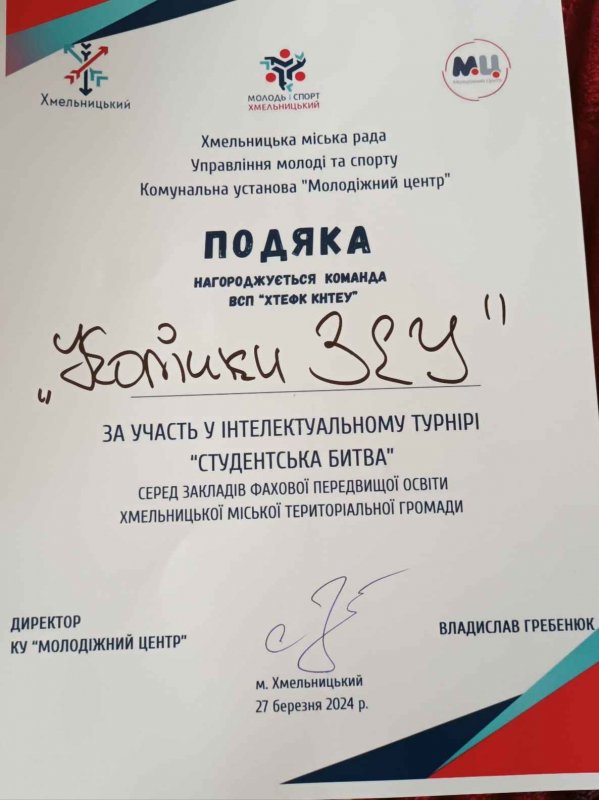 Хмельницький
МОЛОДЬ І СПОРТ
ХМЕЛЬНИЦЬКИЙ
М.Ц
Хмельницька міська рада
Управління молоді та спорту
Комунальна установа "Молодіжний центр"
ПОДЯКА
НАГОРОДЖУЄТЬСЯ КОМАНДА
ВСП "ХТЕФК КНТЕУ"
„Котики ЗЕУ"
ЗА УЧАСТЬ У ІНТЕЛЕКТУАЛЬНОМУ ТУРНІРІ
"СТУДЕНТСЬКА БИТВА"
СЕРЕД ЗАКЛАДІВ ФАХОВОЇ ПЕРЕДВИЩОЇ ОСВІТИ
ХМЕЛЬНИЦЬКОЇ МІСЬКОЇ ТЕРИТОРІАЛЬНОЇ ГРОМАДИ
ДИРЕКТОР
КУ "МОЛОДІЖНИЙ ЦЕНТР"
ВЛАДИСЛАВ ГРЕБЕНЮК
м. Хмельницький
27 березня 2024 р.